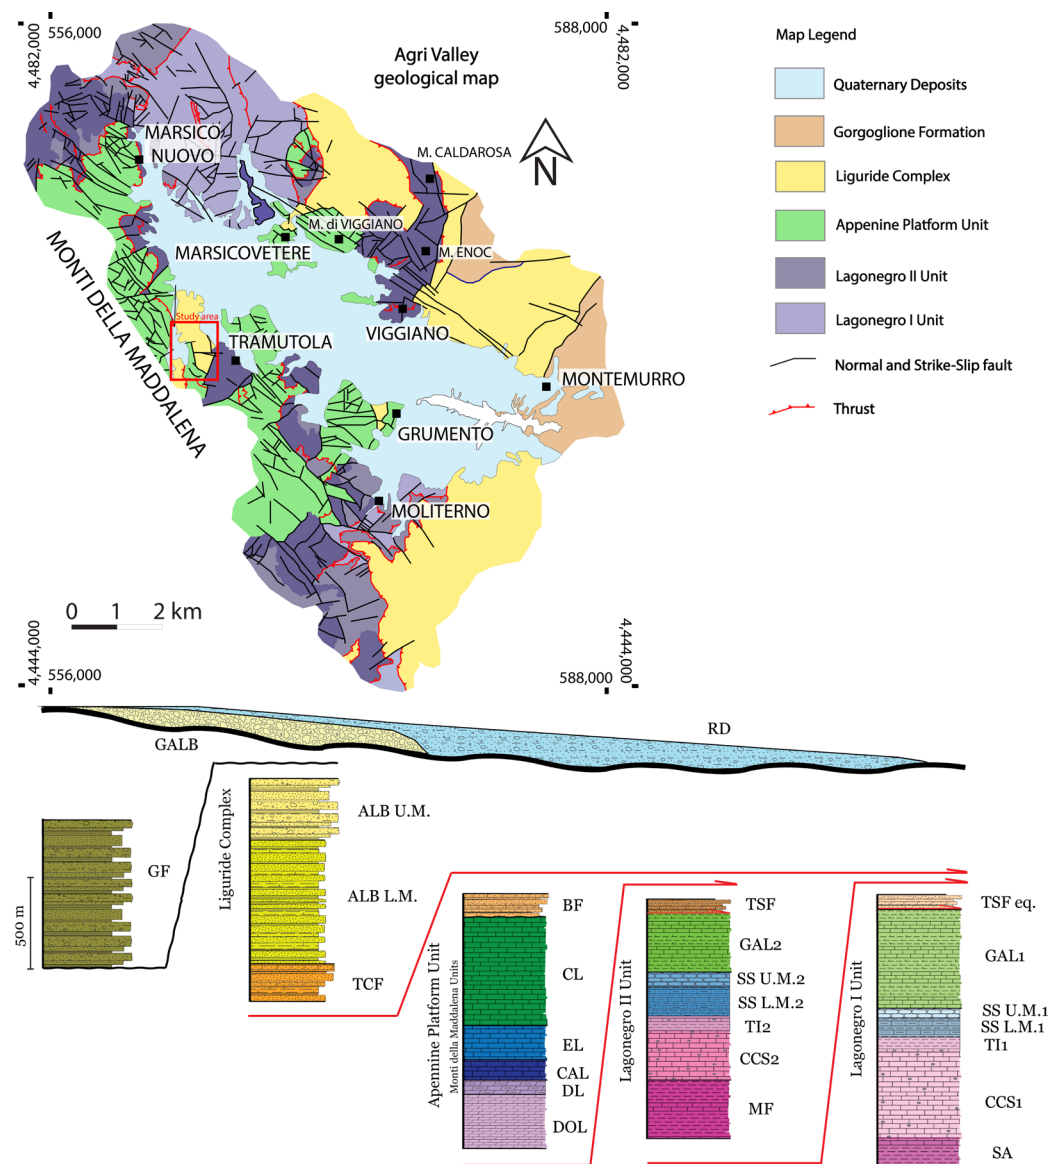 4,482,000
556,000
588,000
4,482,000
Agri Valley
geological map
N
MARSICO
NUOVO
M. CALDAROSA
M. di VIGGIANO
MARSICOVETERE
M. ENOC
MONTI DELLA MADDALENA
Study area
TRAMUTOLA
VIGGIANO
MONTEMURRO
GRUMENTO
MOLITERNO
0 1 2 km
4,444,000
556,000
588,000
4,444,000
Map Legend
Quaternary Deposits
Gorgoglione Formation
Liguride Complex
Appenine Platform Unit
Lagonegro II Unit
Lagonegro I Unit
Normal and Strike-Slip fault
Thrust
GALB
RD
500 m
GF
Liguride Complex
ALB U.M.
ALB L.M.
TCF
Apennine Platform Unit
Monti della Maddalena Units
BF
CL
EL
CAL
DL
DOL
Lagonegro II Unit
TSF
GAL2
SS U.M.2
SS L.M.2
TI2
CCS2
MF
Lagonegro I Unit
TSF eq.
GAL1
SS U.M.1
SS L.M.1
TI1
CCS1
SA